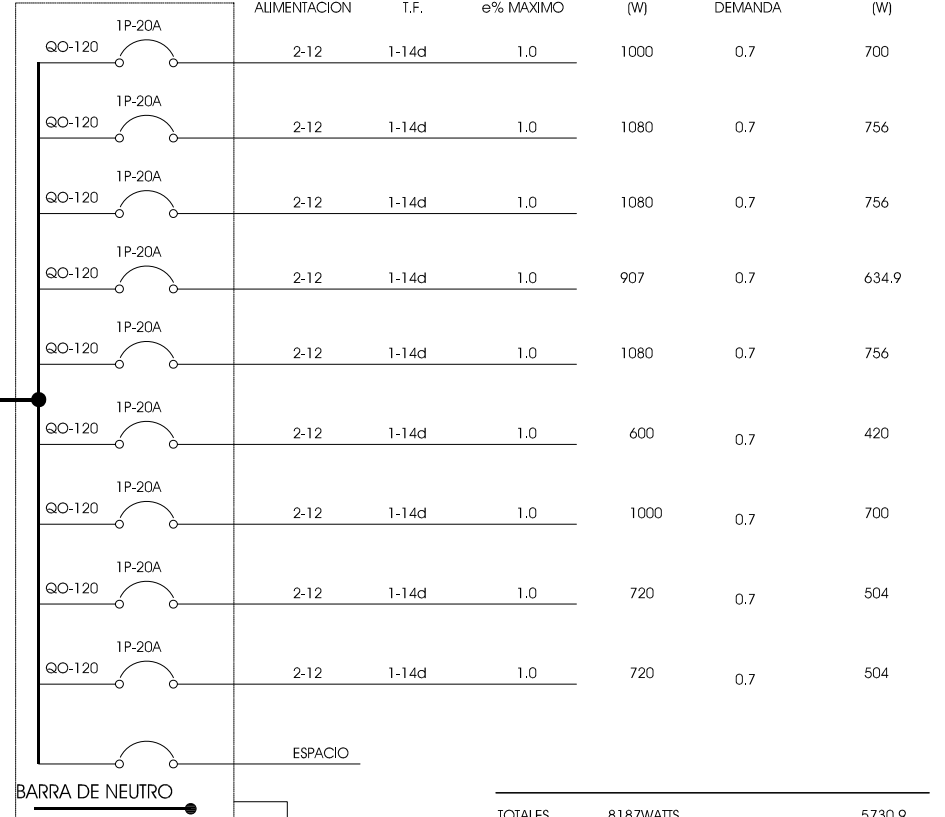 ALIMENTACION T.F. e% MAXIMO (W) DEMANDA (W)
1P-20A
QO-120 2-12 1-14d 1.0 1000 0.7 700
1P-20A
QO-120 2-12 1-14d 1.0 1080 0.7 756
1P-20A
QO-120 2-12 1-14d 1.0 1080 0.7 756
1P-20A
QO-120 2-12 1-14d 1.0 907 0.7 634.9
1P-20A
QO-120 2-12 1-14d 1.0 1080 0.7 756
1P-20A
QO-120 2-12 1-14d 1.0 600 0.7 420
1P-20A
QO-120 2-12 1-14d 1.0 1000 0.7 700
1P-20A
QO-120 2-12 1-14d 1.0 720 0.7 504
1P-20A
QO-120 2-12 1-14d 1.0 720 0.7 504
ESPACIO
BARRA DE NEUTRO
TOTALES 8187WATTS 5730.9